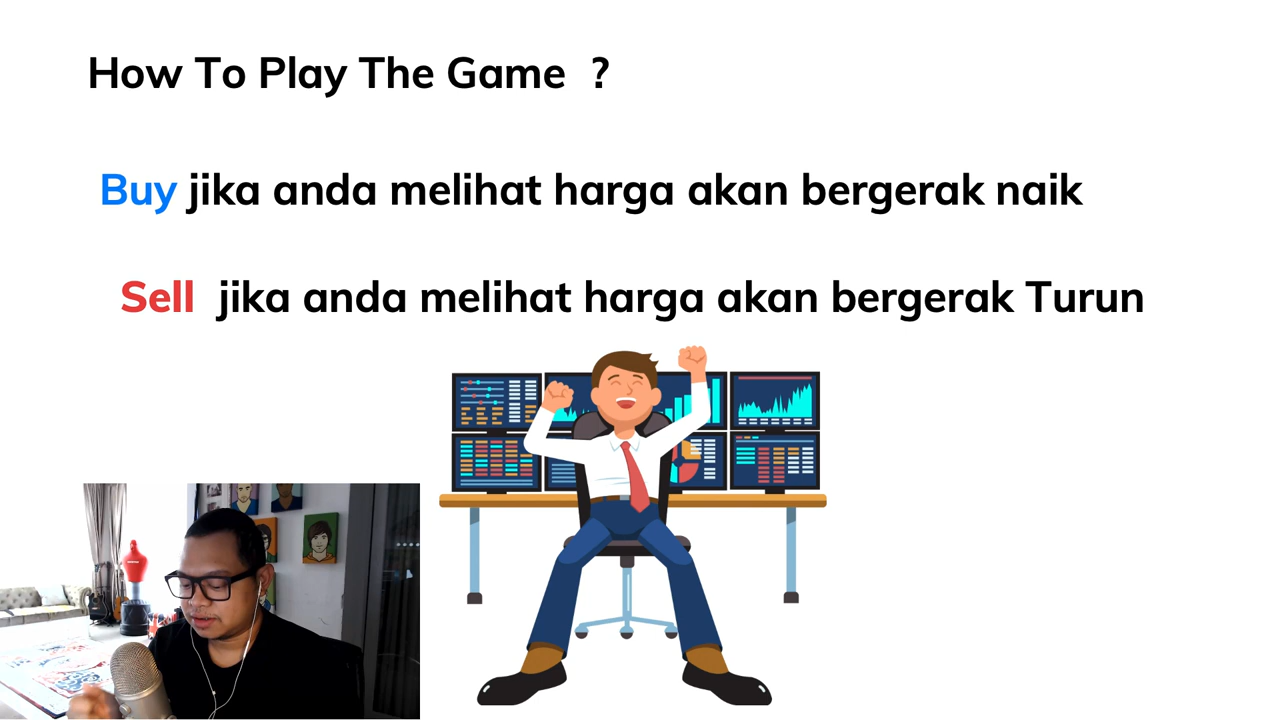 How To Play The Game ?
Buy jika anda melihat harga akan bergerak naik
Sell jika anda melihat harga akan bergerak Turun